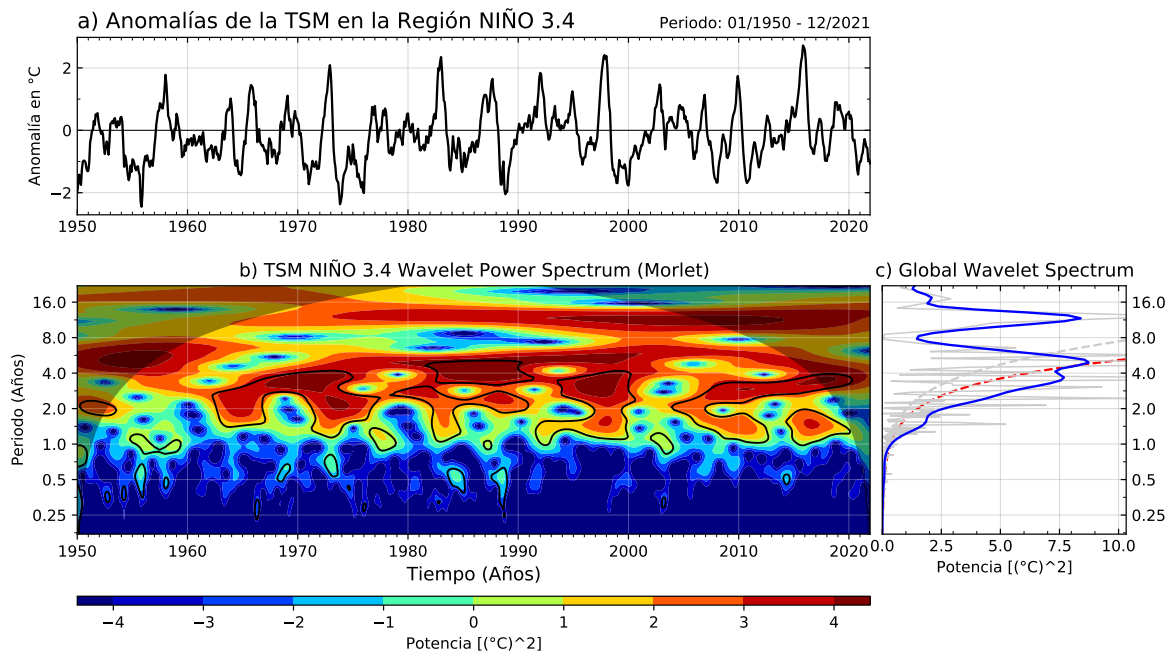 a) Anomalías de la TSM en la Región NIÑO 3.4
Periodo: 01/1950 - 12/2021
Anomalía en °C
2
0
−2
1950 1960 1970 1980 1990 2000 2010 2020
b) TSM NIÑO 3.4 Wavelet Power Spectrum (Morlet)
Periodo (Años)
16.0
8.0
4.0
2.0
1.0
0.5
0.25
1950 1960 1970 1980 1990 2000 2010 2020
Tiempo (Años)
c) Global Wavelet Spectrum
16.0
8.0
4.0
2.0
1.0
0.5
0.25
0.0 2.5 5.0 7.5 10.0
Potencia [(°C)^2]
−4 −3 −2 −1 0 1 2 3 4
Potencia [(°C)^2]